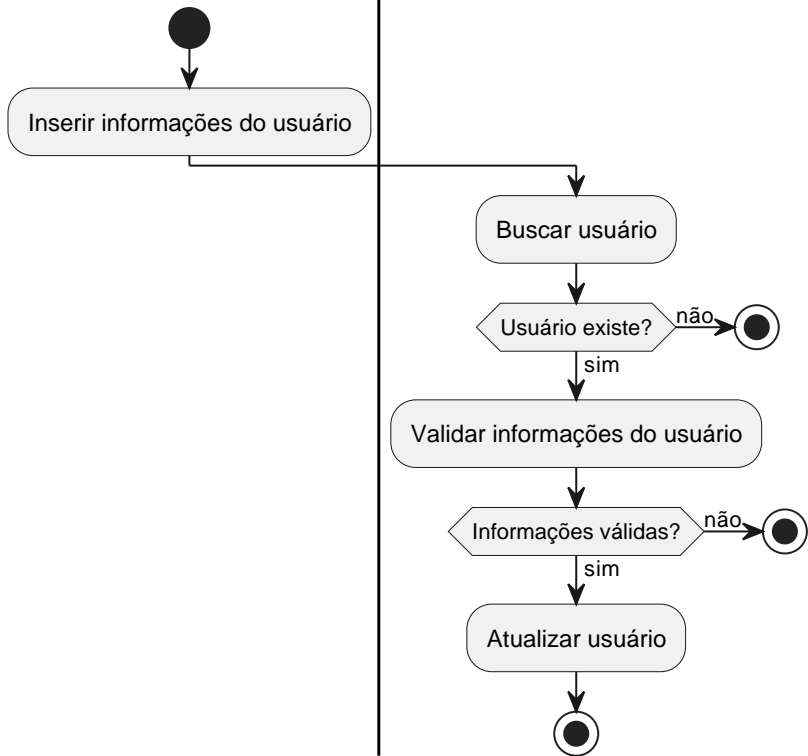 Inserir informações do usuário
Buscar usuário
Usuário existe?
não
sim
Validar informações do usuário
Informações válidas?
não
sim
Atualizar usuário